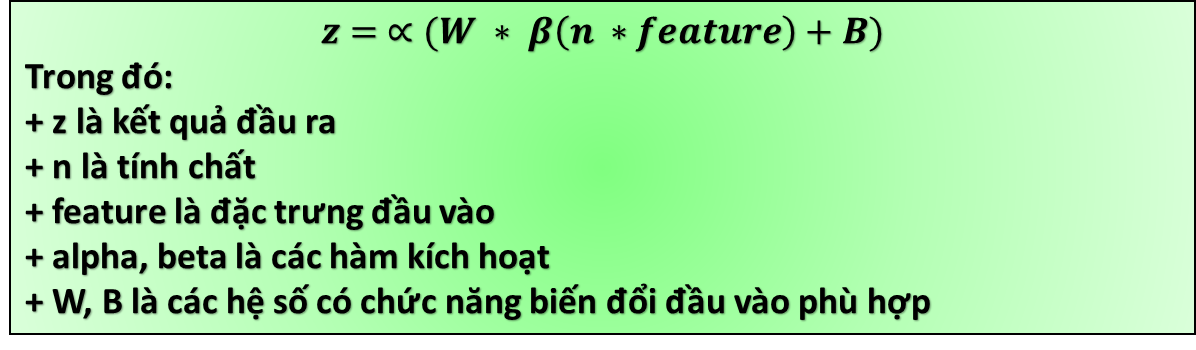 z = ∝ (W * β(n * feature) + B)
Trong đó:
+ z là kết quả đầu ra
+ n là tính chất
+ feature là đặc trưng đầu vào
+ alpha, beta là các hàm kích hoạt
+ W, B là các hệ số có chức năng biến đổi đầu vào phù hợp